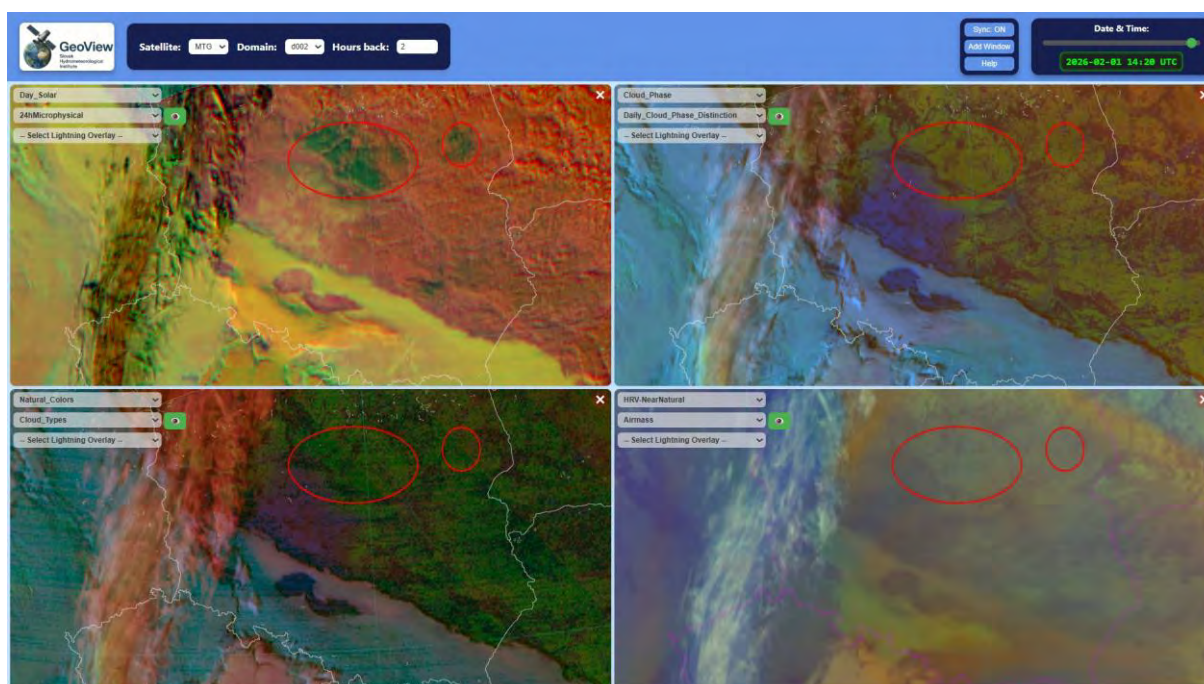 GeoView
Slovak
Hydrometeorological
Institute
Satellite: MTG Domain: d002 Hours back: 2
Sync: ON
Add Window
Help
Date & Time:
2026-02-01 14:20 UTC
Day_Solar
24hMicrophysical
-- Select Lightning Overlay --
Cloud_Phase
Daily_Cloud_Phase_Distinction
-- Select Lightning Overlay --
Natural_Colors
Cloud_Types
-- Select Lightning Overlay --
HRV-NearNatural
Airmass
-- Select Lightning Overlay --